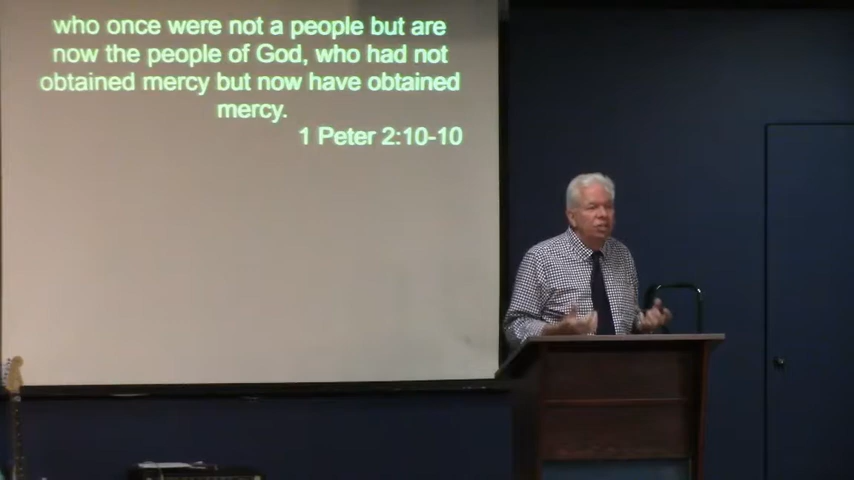 who once were not a people but are
now the people of God, who had not
obtained mercy but now have obtained
mercy.
1 Peter 2:10-10